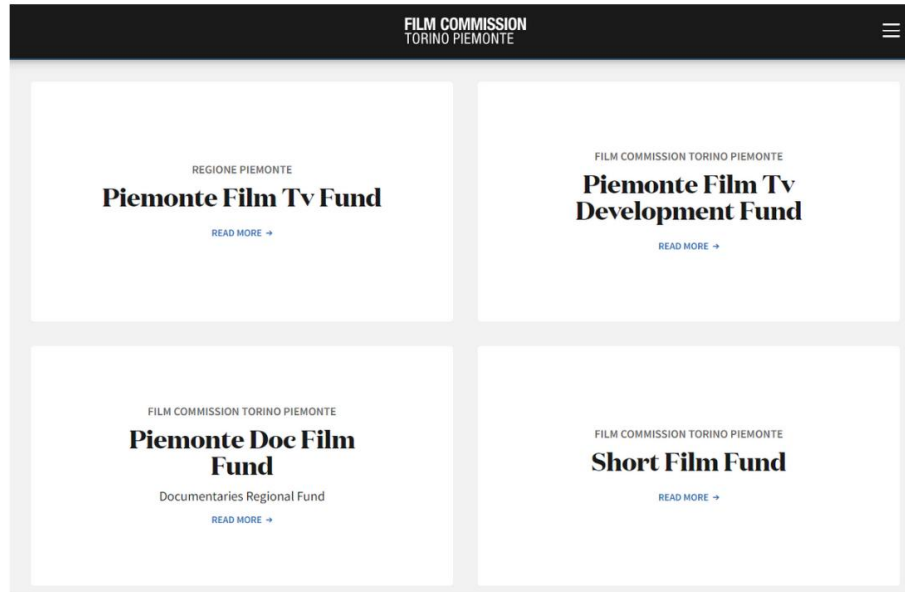 FILM COMMISSION
TORINO PIEMONTE
REGIONE PIEMONTE
Piemonte Film Tv Fund
READ MORE →
FILM COMMISSION TORINO PIEMONTE
Piemonte Film Tv
Development Fund
READ MORE →
FILM COMMISSION TORINO PIEMONTE
Piemonte Doc Film
Fund
Documentaries Regional Fund
READ MORE →
FILM COMMISSION TORINO PIEMONTE
Short Film Fund
READ MORE →